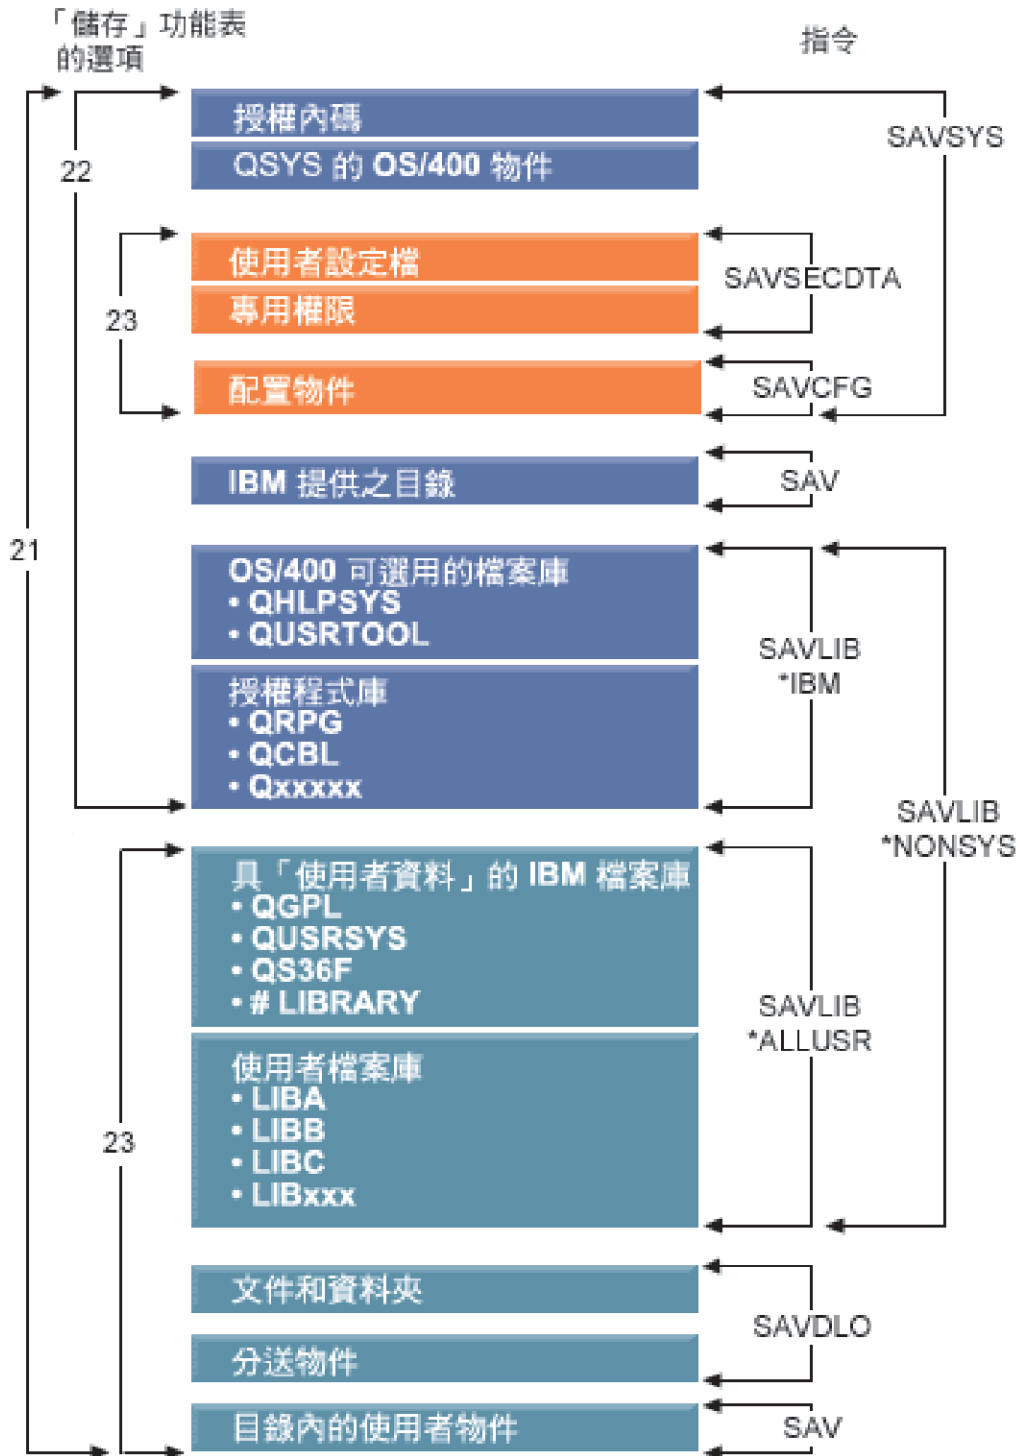 「儲存」功能表
的選項
指令
授權內碼
QSYS 的 OS/400 物件
SAVSYS
22
使用者設定檔
專用權限
SAVSECDTA
23
配置物件
SAVCFG
IBM 提供之目錄
SAV
21
OS/400 可選用的檔案庫
• QHLPSYS
• QUSRTOOL
SAVLIB
*IBM
授權程式庫
• QRPG
• QCBL
• Qxxxxx
SAVLIB
*NONSYS
具「使用者資料」的 IBM 檔案庫
• QGPL
• QUSRSYS
• QS36F
• # LIBRARY
SAVLIB
*ALLUSR
使用者檔案庫
• LIBA
• LIBB
• LIBC
• LIBxxx
23
文件和資料夾
SAVDLO
分送物件
目錄內的使用者物件
SAV